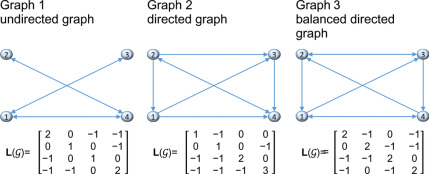 Graph 1
undirected graph
Graph 2
directed graph
Graph 3
balanced directed
graph
2 3 2 3 2 3
1 4 1 4 1 4
L(G)= [ 2 0 -1 -1
0 1 0 -1
-1 0 1 0
-1 -1 0 2 ]
L(G)= [ 1 -1 0 0
0 1 0 -1
-1 -1 2 0
-1 -1 -1 3 ]
L(G)= [ 2 -1 0 -1
0 2 -1 -1
-1 -1 2 0
-1 0 -1 2 ]